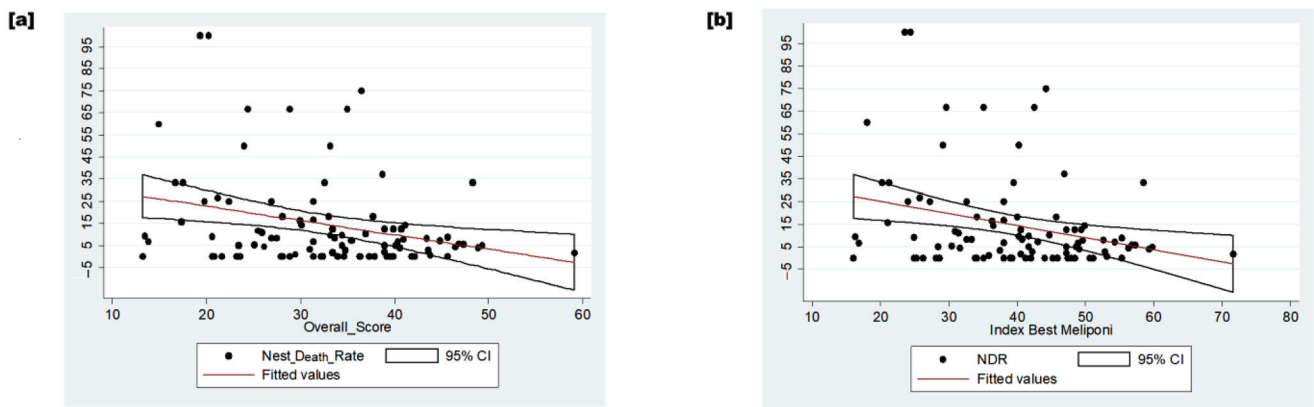 [a]
95
85
75
65
55
45
35
25
15
5
−5
10 20 30 40 50 60
Overall_Score
Nest_Death_Rate 95% CI
Fitted values
[b]
95
85
75
65
55
45
35
25
15
5
−5
10 20 30 40 50 60 70 80
Index Best Meliponi
NDR 95% CI
Fitted values